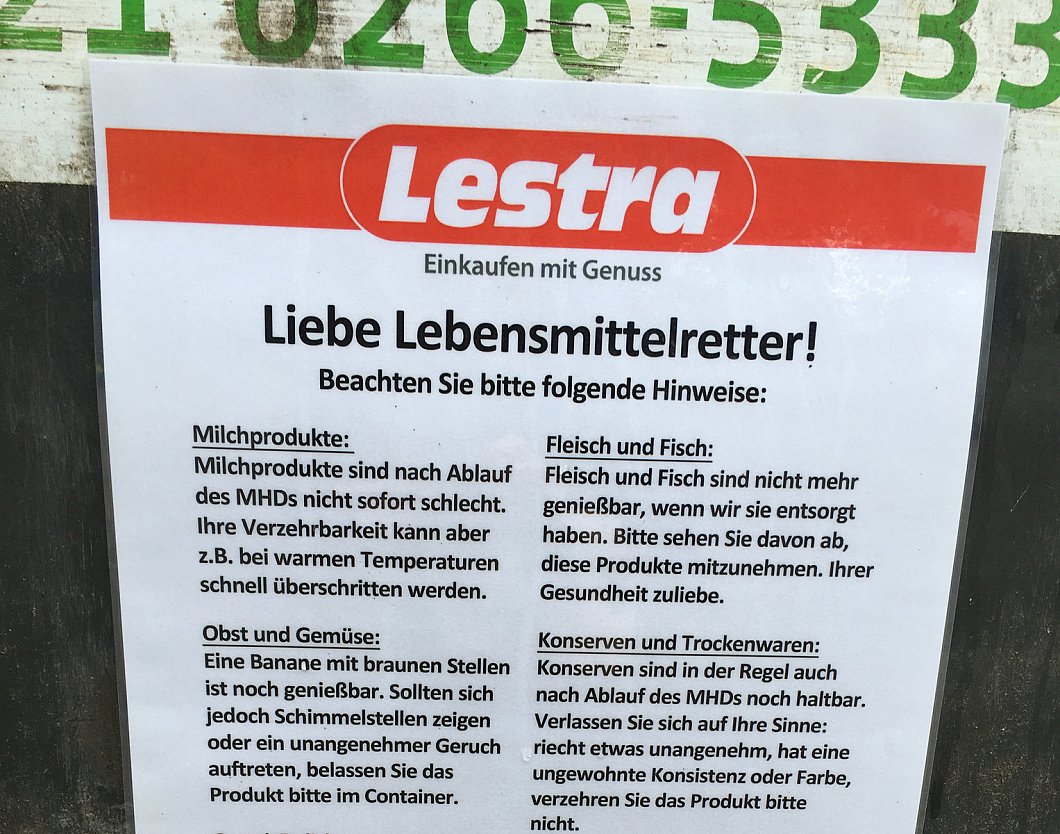 21 6266-5333
Lestra
Einkaufen mit Genuss
Liebe Lebensmittelretter!
Beachten Sie bitte folgende Hinweise:
Milchprodukte:
Milchprodukte sind nach Ablauf
des MHDs nicht sofort schlecht.
Ihre Verzehrbarkeit kann aber
z.B. bei warmen Temperaturen
schnell überschritten werden.
Obst und Gemüse:
Eine Banane mit braunen Stellen
ist noch genießbar. Sollten sich
jedoch Schimmelstellen zeigen
oder ein unangenehmer Geruch
auftreten, belassen Sie das
Produkt bitte im Container.
Fleisch und Fisch:
Fleisch und Fisch sind nicht mehr
genießbar, wenn wir sie entsorgt
haben. Bitte sehen Sie davon ab,
diese Produkte mitzunehmen. Ihrer
Gesundheit zuliebe.
Konserven und Trockenwaren:
Konserven sind in der Regel auch
nach Ablauf des MHDs noch haltbar.
Verlassen Sie sich auf Ihre Sinne:
riecht etwas unangenehm, hat eine
ungewohnte Konsistenz oder Farbe,
verzehren Sie das Produkt bitte
nicht.